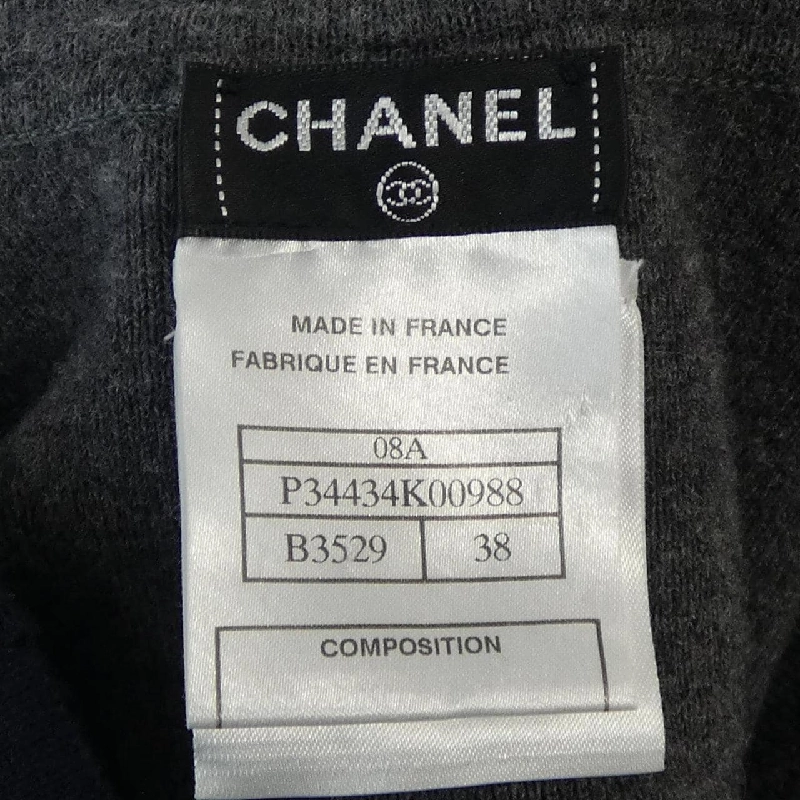 CHANEL
MADE IN FRANCE
FABRIQUE EN FRANCE
08A
P34434K00988
B3529 38
COMPOSITION